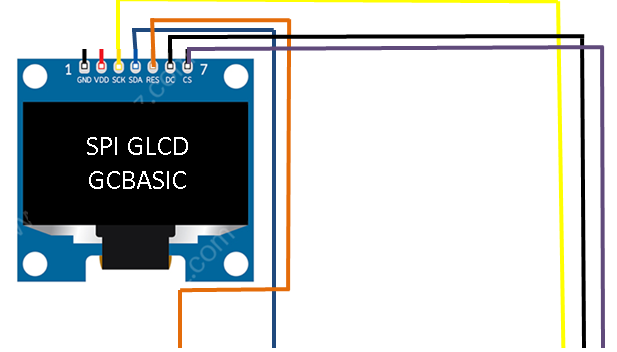 1 GND VDD SCK SDA RES DC CS 7
SPI GLCD
GCBASIC